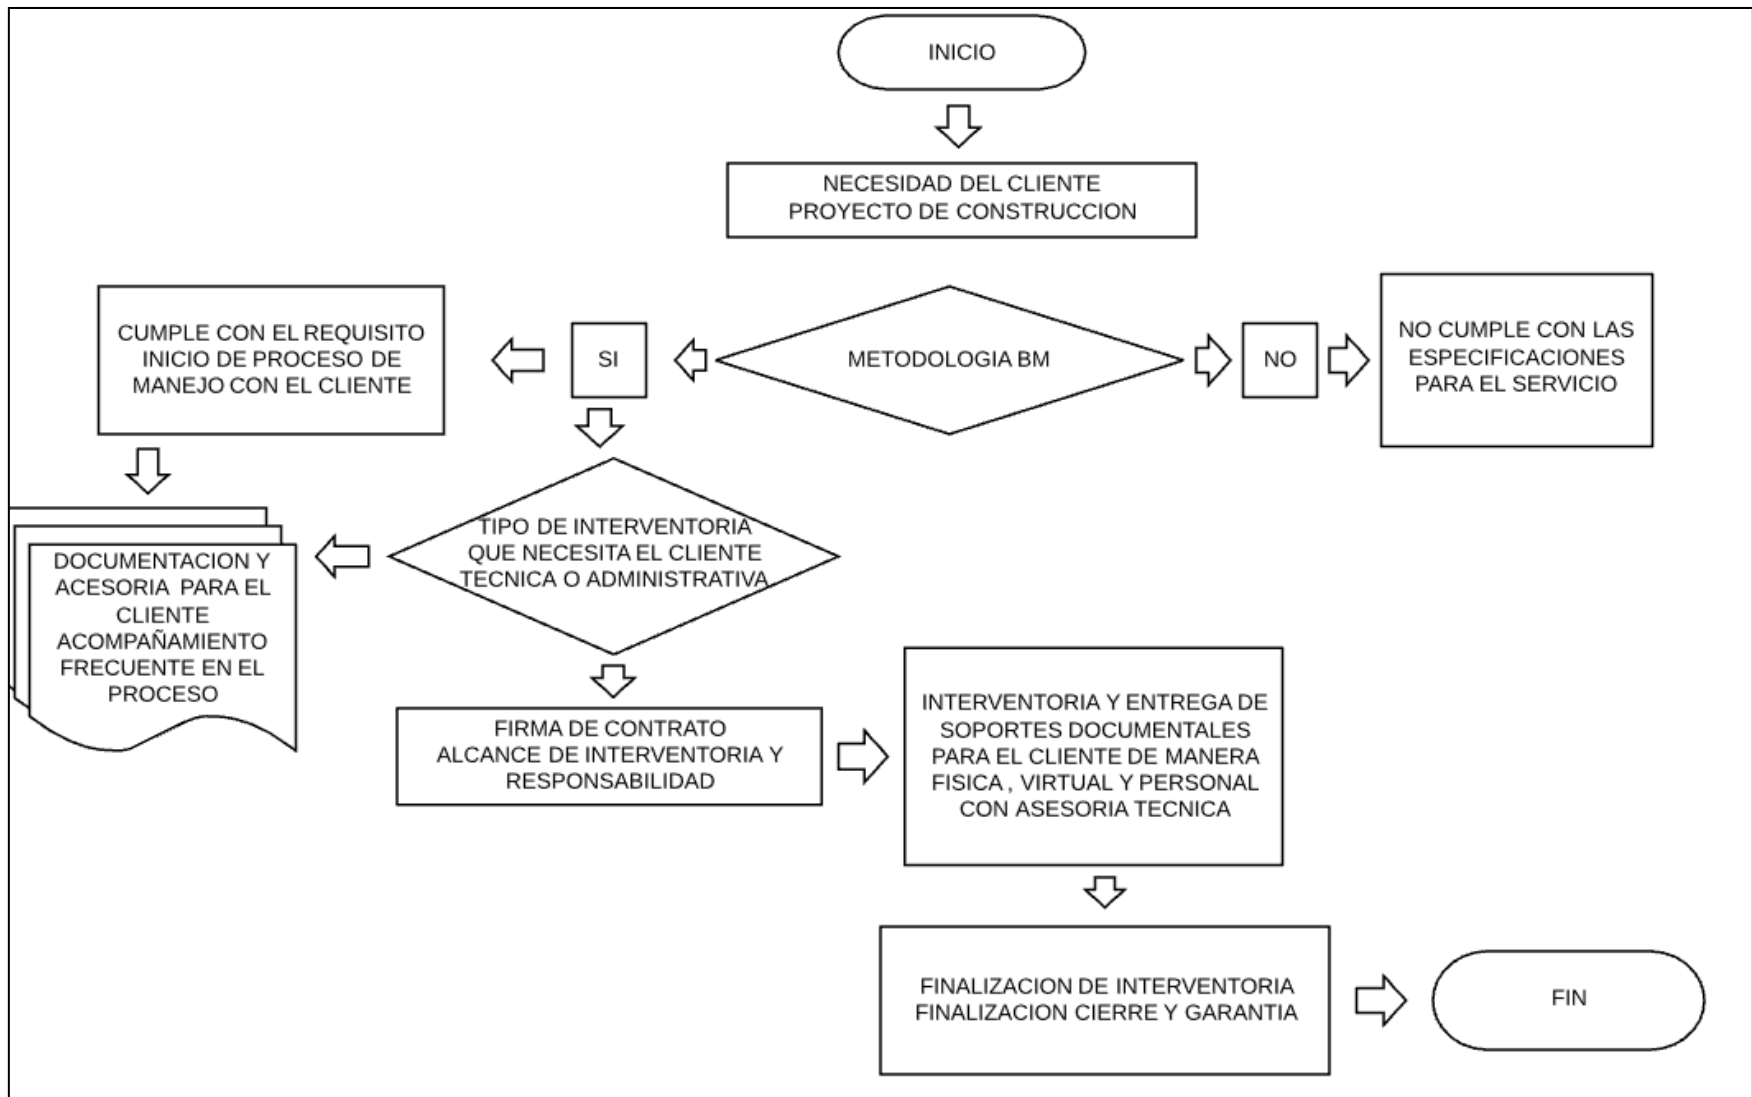 INICIO
NECESIDAD DEL CLIENTE
PROYECTO DE CONSTRUCCION
CUMPLE CON EL REQUISITO
INICIO DE PROCESO DE
MANEJO CON EL CLIENTE
SI
METODOLOGIA BM
NO
NO CUMPLE CON LAS
ESPECIFICACIONES
PARA EL SERVICIO
DOCUMENTACION Y
ACESORIA PARA EL
CLIENTE
ACOMPAÑAMIENTO
FRECUENTE EN EL
PROCESO
TIPO DE INTERVENTORIA
QUE NECESITA EL CLIENTE
TECNICA O ADMINISTRATIVA
FIRMA DE CONTRATO
ALCANCE DE INTERVENTORIA Y
RESPONSABILIDAD
INTERVENTORIA Y ENTREGA DE
SOPORTES DOCUMENTALES
PARA EL CLIENTE DE MANERA
FISICA , VIRTUAL Y PERSONAL
CON ASESORIA TECNICA
FINALIZACION DE INTERVENTORIA
FINALIZACION CIERRE Y GARANTIA
FIN